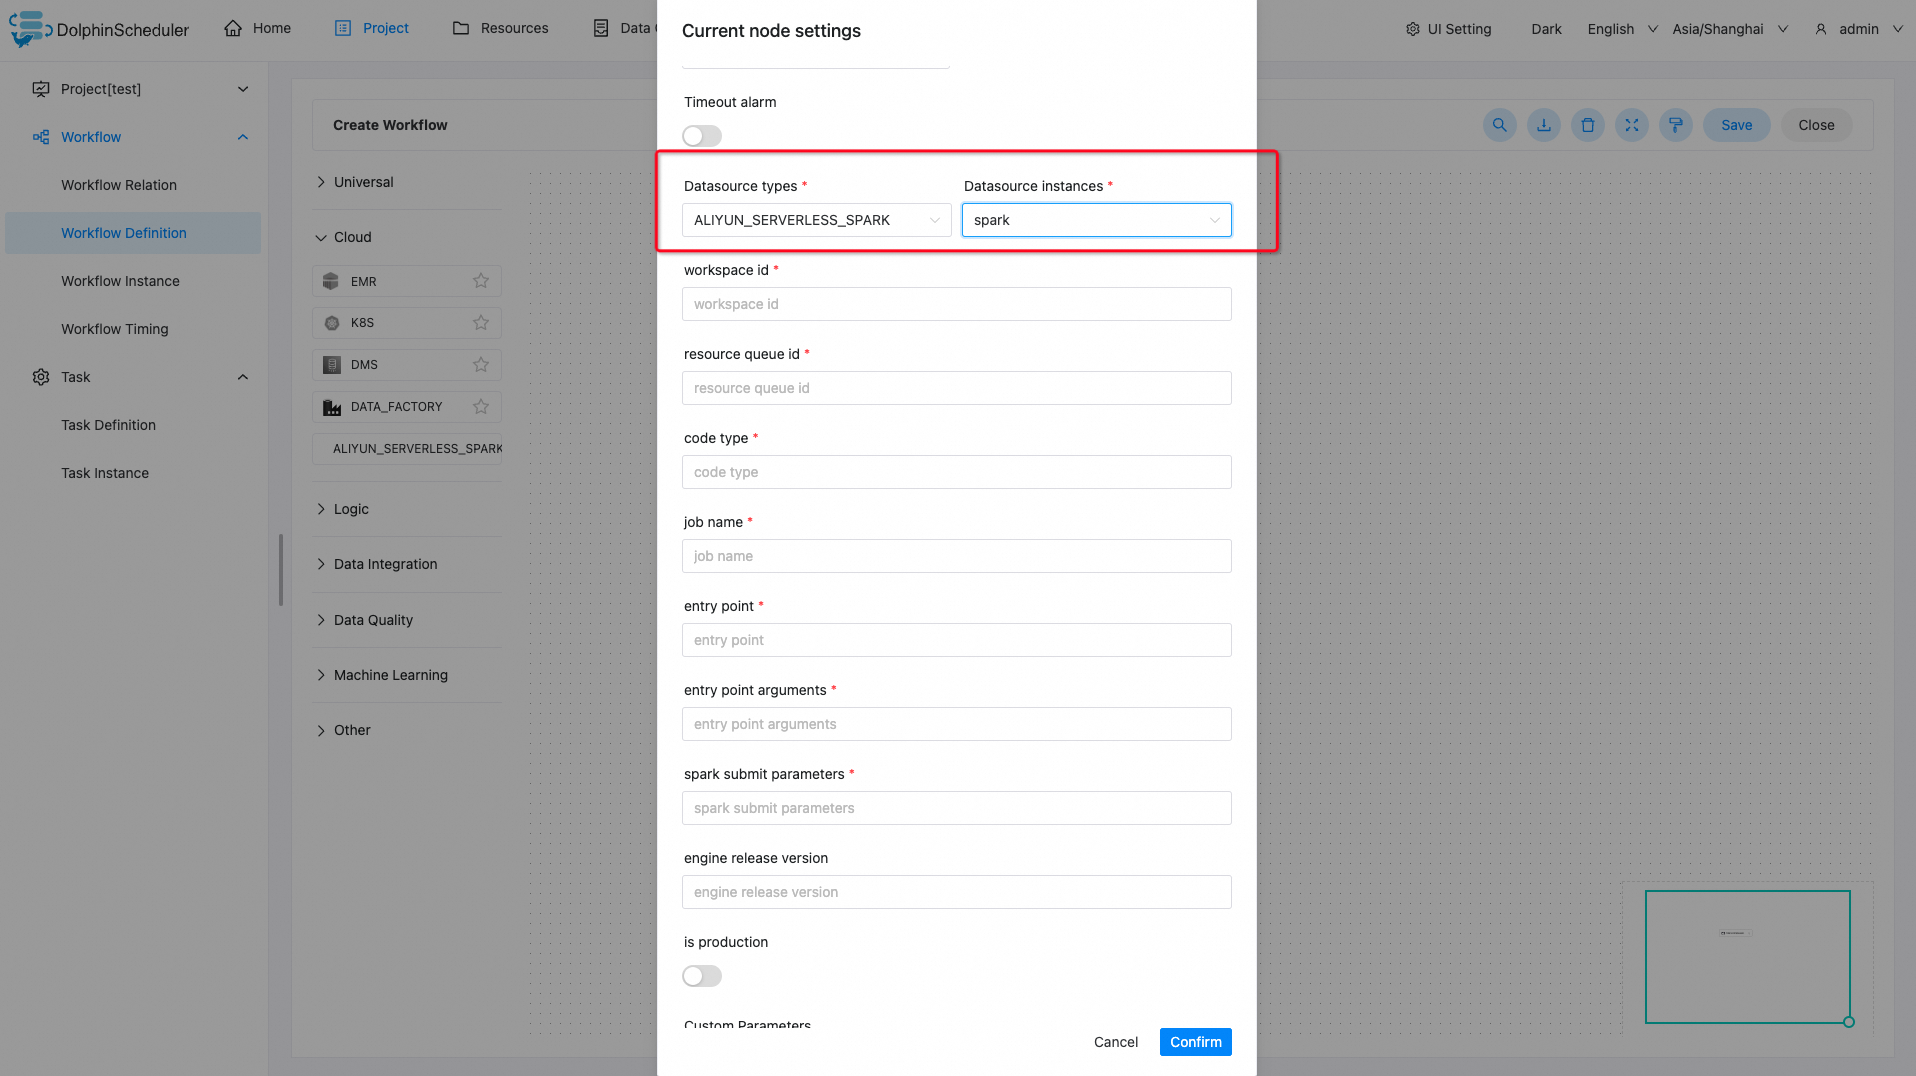 DolphinScheduler
Home
Project
Resources
Data
UI Setting
Dark
English
Asia/Shanghai
admin
Project[test]
Workflow
Workflow Relation
Workflow Definition
Workflow Instance
Workflow Timing
Task
Task Definition
Task Instance
Create Workflow
Save
Close
Universal
Cloud
EMR
K8S
DMS
DATA_FACTORY
ALIYUN_SERVERLESS_SPARK
Logic
Data Integration
Data Quality
Machine Learning
Other
Current node settings
Timeout alarm
Datasource types *
Datasource instances *
ALIYUN_SERVERLESS_SPARK
spark
workspace id *
workspace id
resource queue id *
resource queue id
code type *
code type
job name *
job name
entry point *
entry point
entry point arguments *
entry point arguments
spark submit parameters *
spark submit parameters
engine release version
engine release version
is production
Custom Parameters
Cancel
Confirm